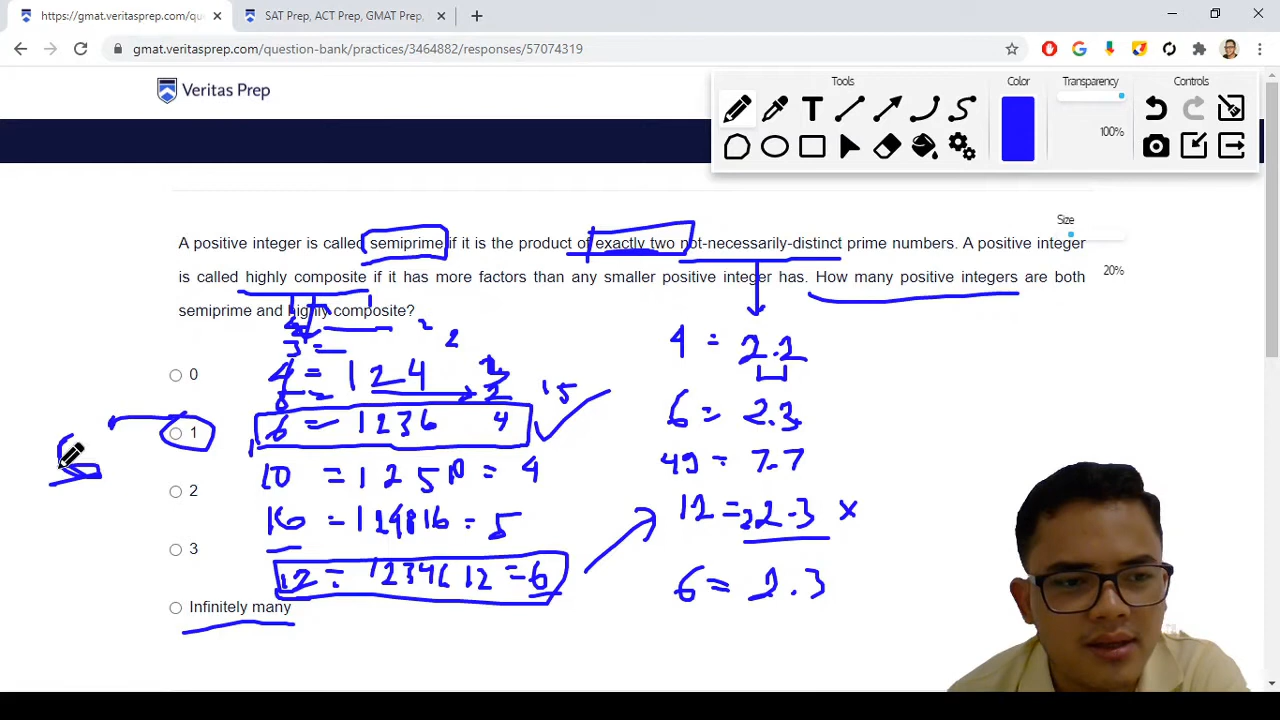 https://gmat.veritasprep.com/qu
SAT Prep, ACT Prep, GMAT Prep,
gmat.veritasprep.com/question-bank/practices/3464882/responses/57074319
Veritas Prep
Tools
Color
Transparency
Controls
100%
Size
20%
A positive integer is called semiprime if it is the product of exactly two not-necessarily-distinct prime numbers. A positive integer
is called highly composite if it has more factors than any smaller positive integer has. How many positive integers are both
semiprime and highly composite?
0
1
2
3
Infinitely many
2
2
3 =
4 = 1 2 4
6 = 1 2 3 6 4
10 = 1 2 5 10 = 4
16 = 1 2 4 8 16 = 5
12 = 1 2 3 4 6 12 = 6
4 = 2.2
6 = 2.3
49 = 7.7
12 = 22.3 x
6 = 2.3